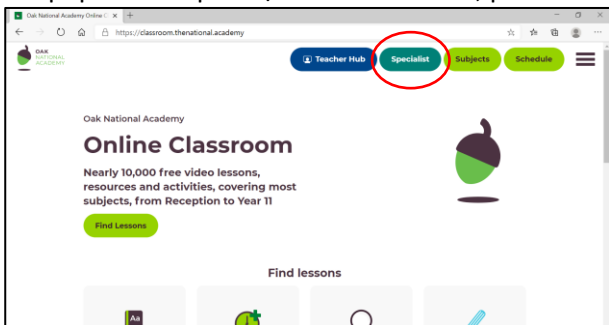 Oak National Academy Online C
https://classroom.thenational.academy
OAK
NATIONAL
ACADEMY
Teacher Hub
Specialist
Subjects
Schedule
Oak National Academy
Online Classroom
Nearly 10,000 free video lessons,
resources and activities, covering most
subjects, from Reception to Year 11
Find Lessons
Find lessons
Aa